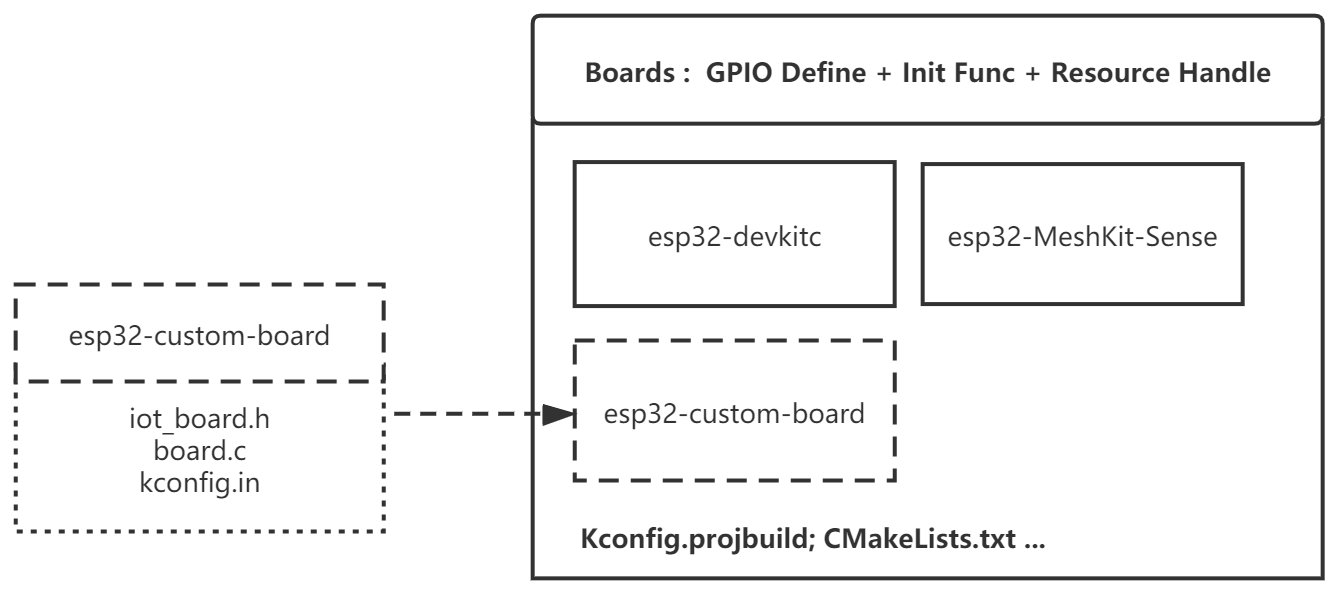 Boards : GPIO Define + Init Func + Resource Handle
esp32-devkitc
esp32-MeshKit-Sense
esp32-custom-board
iot_board.h
board.c
kconfig.in
esp32-custom-board
Kconfig.projbuild; CMakeLists.txt ...